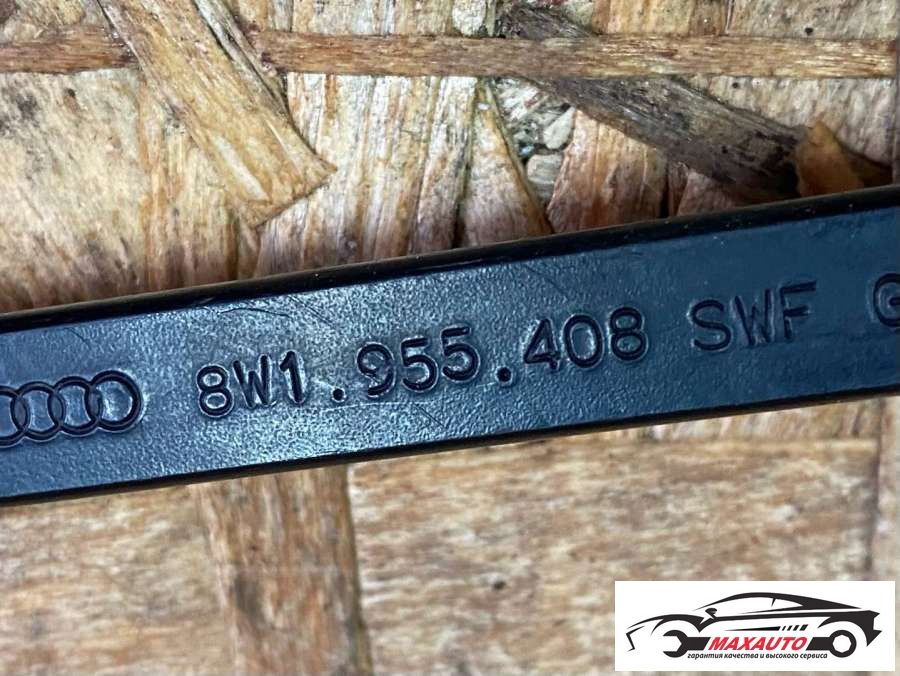 8W1.955.408 SWF G
MAXAUTO
гарантия качества и высокого сервиса